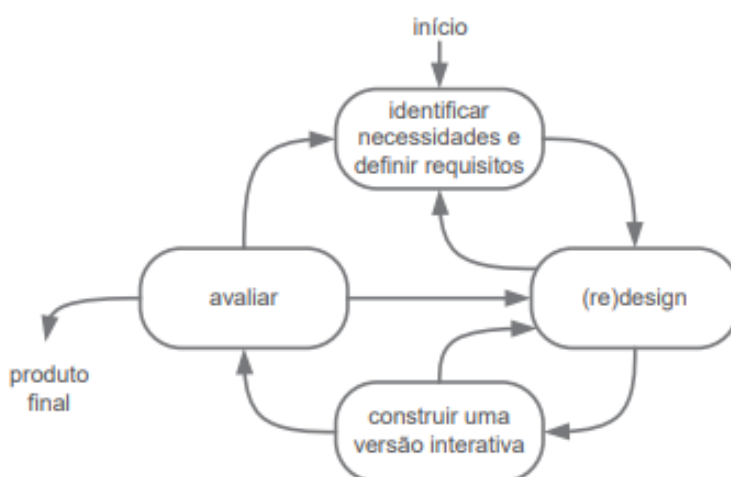 início
identificar
necessidades e
definir requisitos
avaliar
(re)design
produto
final
construir uma
versão interativa